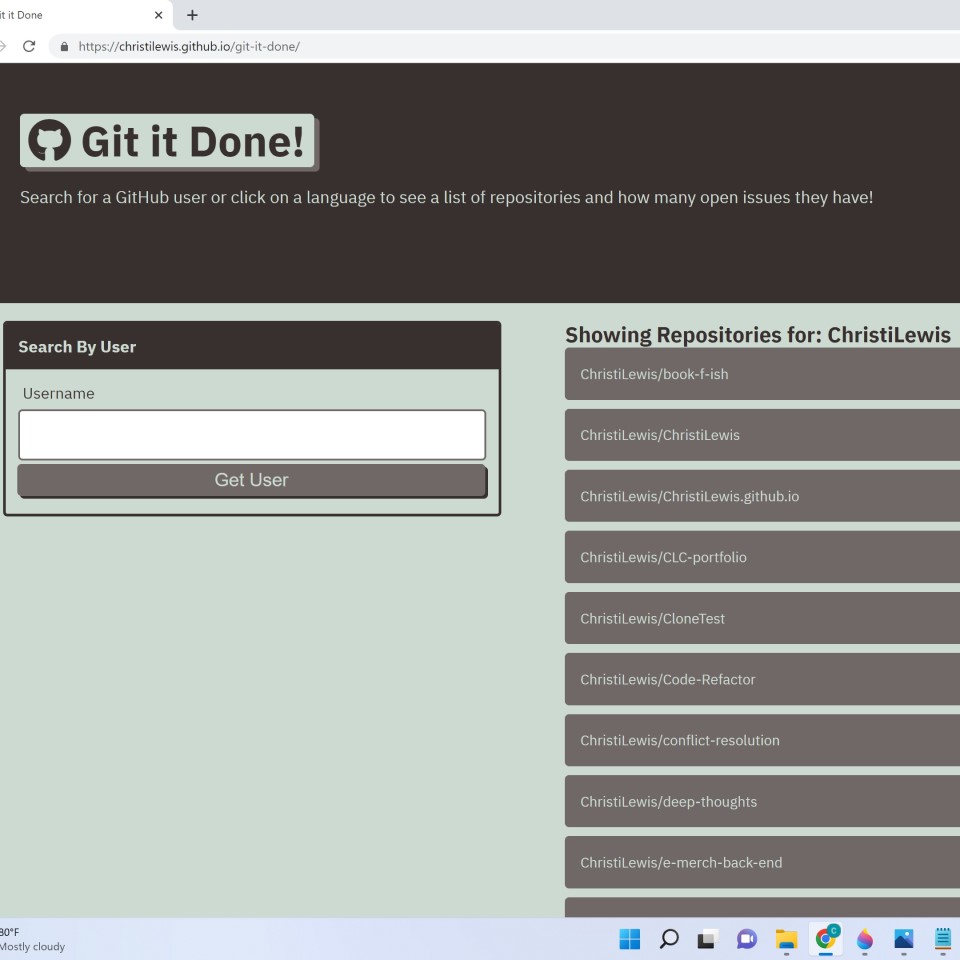 it it Done
https://christilewis.github.io/git-it-done/
Git it Done!
Search for a GitHub user or click on a language to see a list of repositories and how many open issues they have!
Search By User
Username
Get User
Showing Repositories for: ChristiLewis
ChristiLewis/book-f-ish
ChristiLewis/ChristiLewis
ChristiLewis/ChristiLewis.github.io
ChristiLewis/CLC-portfolio
ChristiLewis/CloneTest
ChristiLewis/Code-Refactor
ChristiLewis/conflict-resolution
ChristiLewis/deep-thoughts
ChristiLewis/e-merch-back-end
80°F
Mostly cloudy
C